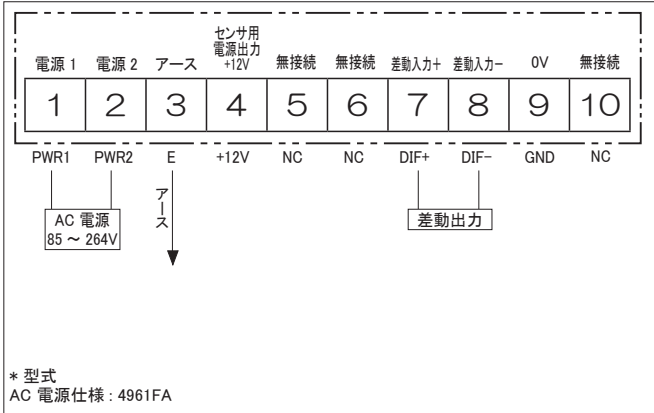 センサ用
電源出力
電源 1 電源 2 アース +12V 無接続 無接続 差動入力+ 差動入力− 0V 無接続
1 2 3 4 5 6 7 8 9 10
PWR1 PWR2 E +12V NC NC DIF+ DIF- GND NC
アース
AC 電源
85 ~ 264V
差動出力
* 型式
AC 電源仕様 : 4961FA